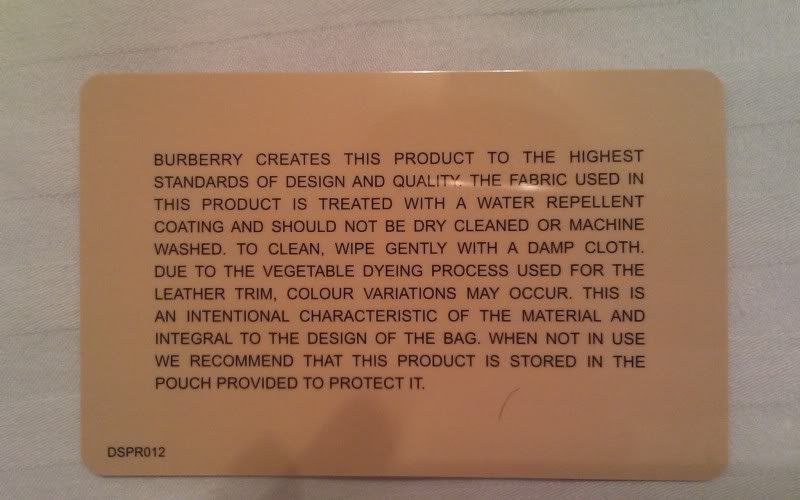 BURBERRY CREATES THIS PRODUCT TO THE HIGHEST
STANDARDS OF DESIGN AND QUALITY. THE FABRIC USED IN
THIS PRODUCT IS TREATED WITH A WATER REPELLENT
COATING AND SHOULD NOT BE DRY CLEANED OR MACHINE
WASHED. TO CLEAN, WIPE GENTLY WITH A DAMP CLOTH.
DUE TO THE VEGETABLE DYEING PROCESS USED FOR THE
LEATHER TRIM, COLOUR VARIATIONS MAY OCCUR. THIS IS
AN INTENTIONAL CHARACTERISTIC OF THE MATERIAL AND
INTEGRAL TO THE DESIGN OF THE BAG. WHEN NOT IN USE
WE RECOMMEND THAT THIS PRODUCT IS STORED IN THE
POUCH PROVIDED TO PROTECT IT.
DSPR012